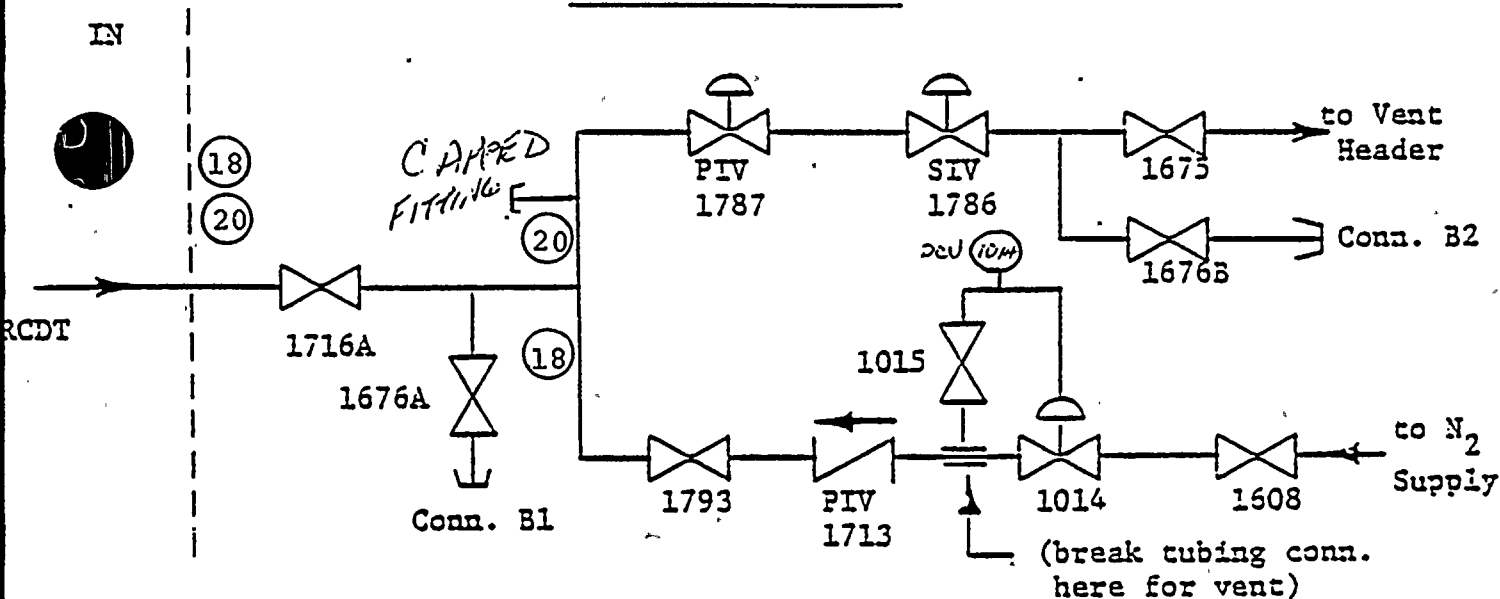 IN
18
20
RCDT
1716A
1676A
Conn. B1
CAPPED
FITTING
20
18
PIV
1787
SIV
1786
1675
to Vent
Header
1676B
Conn. B2
1015
1793
PIV
1713
1014
1608
to N2
Supply
(break tubing conn.
here for vent)